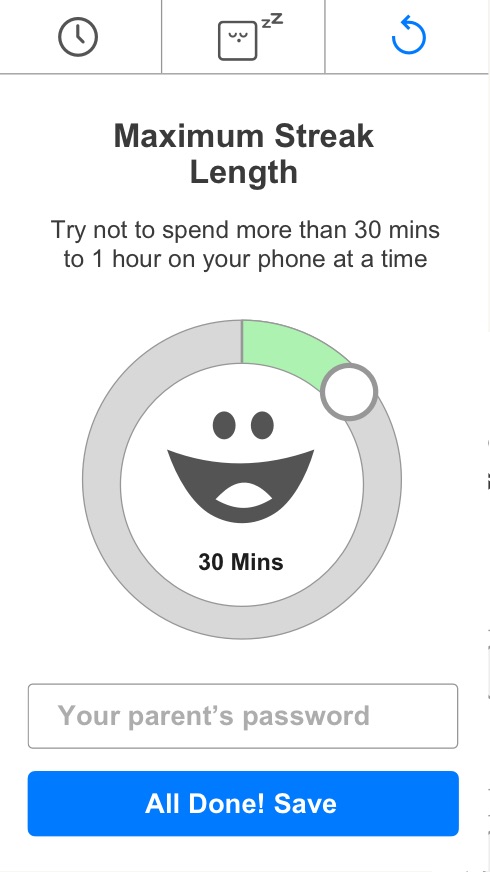 zZ
Maximum Streak
Length
Try not to spend more than 30 mins
to 1 hour on your phone at a time
30 Mins
Your parent’s password
All Done! Save